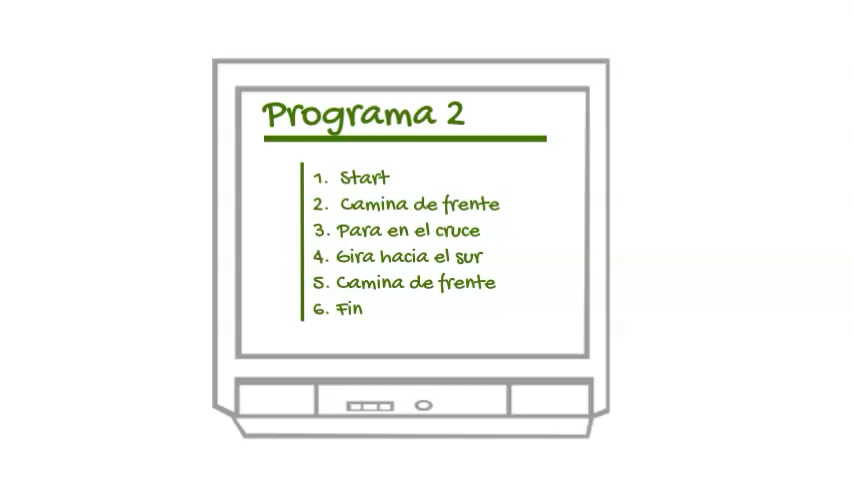 Programa 2
1. Start
2. Camina de frente
3. Para en el cruce
4. Gira hacia el sur
5. Camina de frente
6. Fin